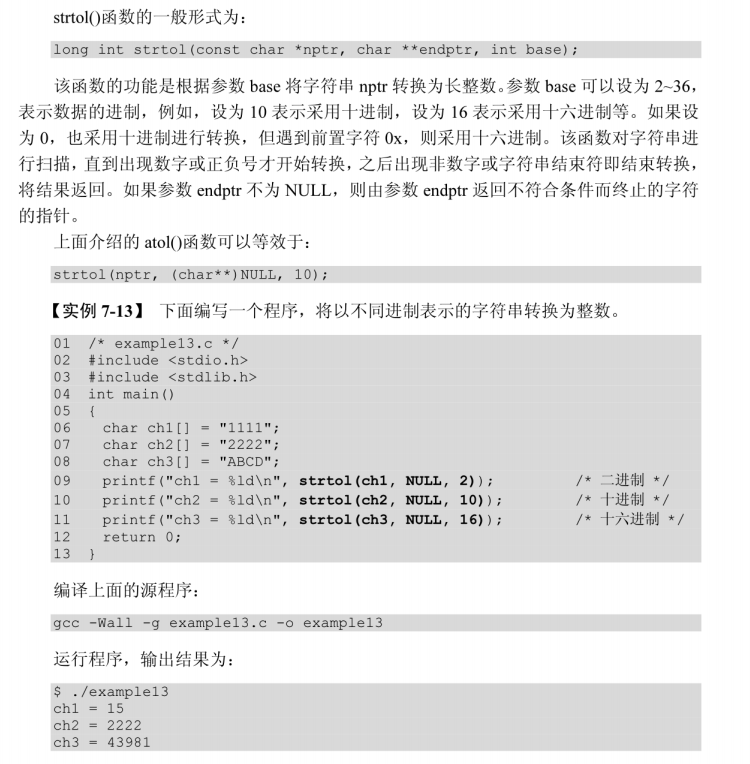 strtol()函数的一般形式为：
long int strtol(const char *nptr, char **endptr, int base);
该函数的功能是根据参数 base 将字符串 nptr 转换为长整数。参数 base 可以设为 2~36，
表示数据的进制，例如，设为 10 表示采用十进制，设为 16 表示采用十六进制等。如果设
为 0，也采用十进制进行转换，但遇到前置字符 0x，则采用十六进制。该函数对字符串进
行扫描，直到出现数字或正负号才开始转换，之后出现非数字或字符串结束符即结束转换，
将结果返回。如果参数 endptr 不为 NULL，则由参数 endptr 返回不符合条件而终止的字符
的指针。
上面介绍的 atol()函数可以等效于：
strtol(nptr, (char**)NULL, 10);
【实例 7-13】 下面编写一个程序，将以不同进制表示的字符串转换为整数。
01 /* example13.c */
02 #include <stdio.h>
03 #include <stdlib.h>
04 int main()
05 {
06 char ch1[] = "1111";
07 char ch2[] = "2222";
08 char ch3[] = "ABCD";
09 printf("ch1 = %ld\n", strtol(ch1, NULL, 2)); /* 二进制 */
10 printf("ch2 = %ld\n", strtol(ch2, NULL, 10)); /* 十进制 */
11 printf("ch3 = %ld\n", strtol(ch3, NULL, 16)); /* 十六进制 */
12 return 0;
13 }
编译上面的源程序：
gcc -Wall -g example13.c -o example13
运行程序，输出结果为：
$ ./example13
ch1 = 15
ch2 = 2222
ch3 = 43981